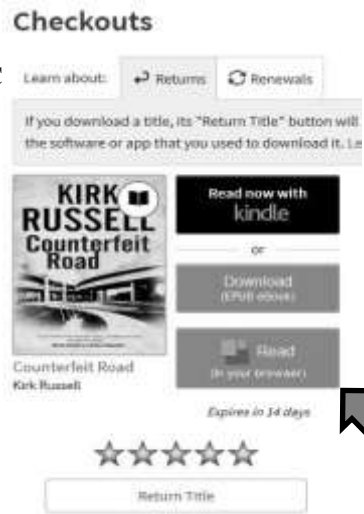 Checkouts
Learn about:
Returns
Renewals
If you download a title, its "Return Title" button will
the software or app that you used to download it. Le
KIRK
RUSSELL
Counterfeit
Road
Counterfeit Road
Kirk Russell
Read now with
kindle
or
Download
(EPUB eBook)
Read
(in your browser)
Expires in 14 days
Return Title